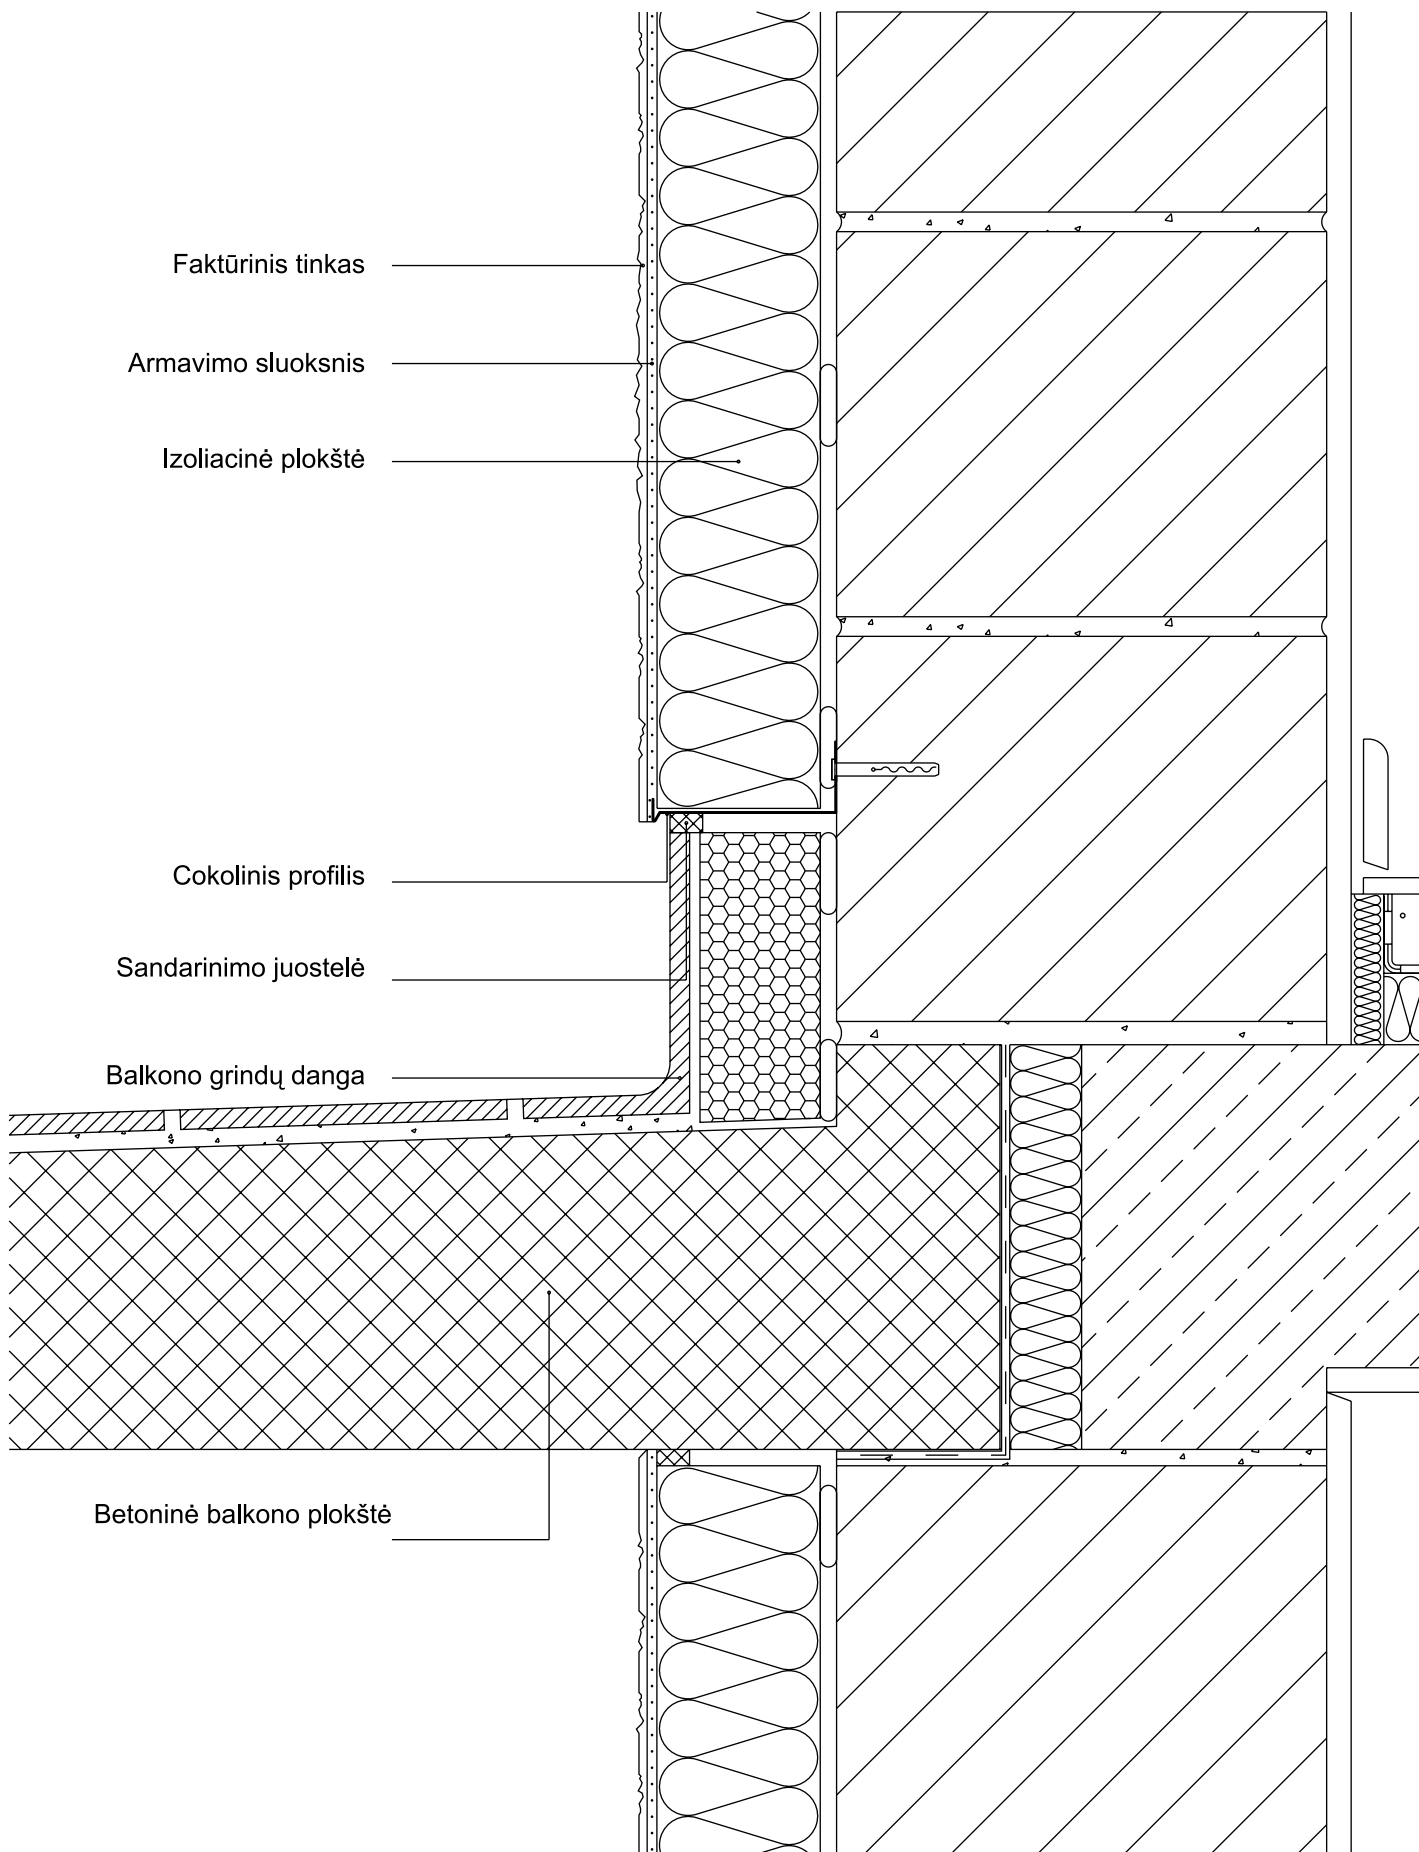 Faktūrinis tinkas
Armavimo sluoksnis
Izoliacinė plokštė
Cokolinis profilis
Sandarinimo juostelė
Balkono grindų danga
Betoninė balkono plokštė